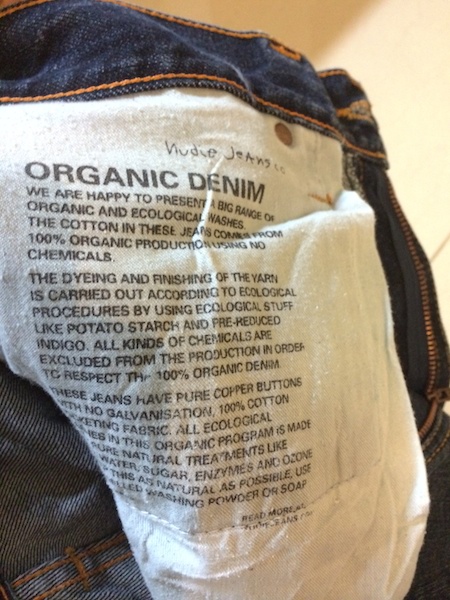 Nudie Jeans co
ORGANIC DENIM
WE ARE HAPPY TO PRESENT A BIG RANGE OF
ORGANIC AND ECOLOGICAL WASHES.
THE COTTON IN THESE JEANS COMES FROM
100% ORGANIC PRODUCTION USING NO
CHEMICALS.
THE DYEING AND FINISHING OF THE YARN
IS CARRIED OUT ACCORDING TO ECOLOGICAL
PROCEDURES BY USING ECOLOGICAL STUFF
LIKE POTATO STARCH AND PRE-REDUCED
INDIGO. ALL KINDS OF CHEMICALS ARE
EXCLUDED FROM THE PRODUCTION IN ORDER
TO RESPECT THE 100% ORGANIC DENIM.
THESE JEANS HAVE PURE COPPER BUTTONS
WITH NO GALVANISATION, 100% COTTON
FABRIC. ALL ECOLOGICAL
IN THIS ORGANIC PROGRAM IS MADE
PURE NATURAL TREATMENTS LIKE
WATER, SUGAR, ENZYMES AND OZONE
THIS AS NATURAL AS POSSIBLE, USE
WASHING POWDER OR SOAP
READ MORE